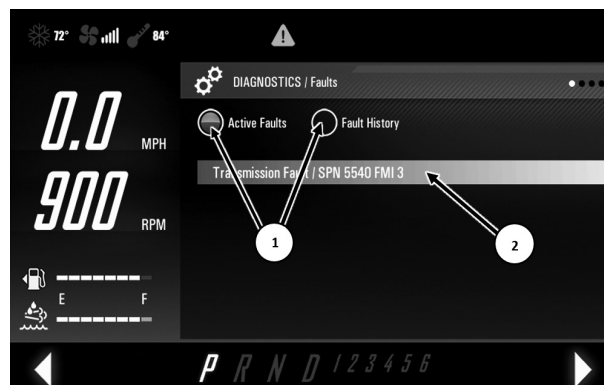 72° 84°
DIAGNOSTICS / Faults
Active Faults Fault History
0.0 MPH
Transmission Fault / SPN 5540 FMI 3
900 RPM
1
2
E F
P R N D 1 2 3 4 5 6